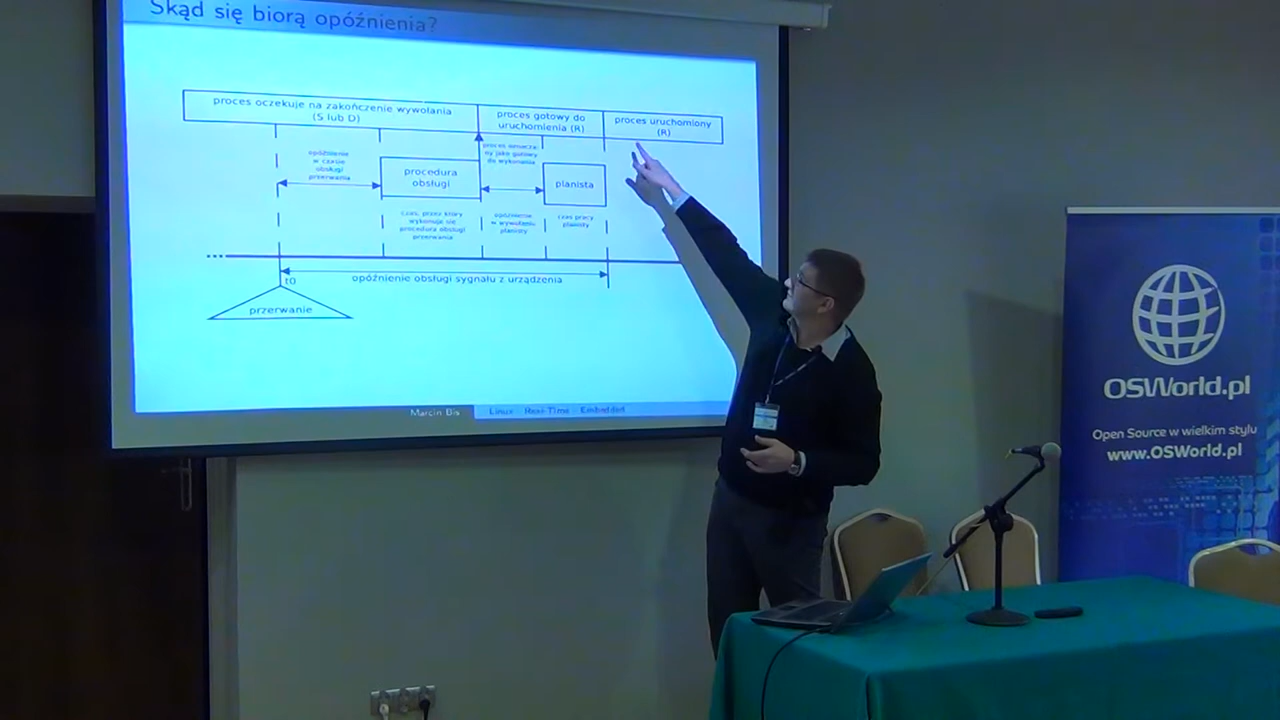 Skąd się biorą opóźnienia?
proces oczekuje na zakończenie wywołania
(S lub D)
proces gotowy do
uruchomienia (R)
proces uruchomiony
(R)
opóźnienie
w czasie
obsługi
przerwania
procedura
obsługi
do wykonania
planista
czas, przez który
wykonuje się
procedura obsługi
przerwania
opóźnienie
w wywołaniu
planisty
czas pracy
planisty
t0
opóźnienie obsługi sygnału z urządzenia
przerwanie
Marcin Bis
Linux Real-Time Embedded
OSWorld.pl
Open Source w wielkim stylu
www.OSWorld.pl